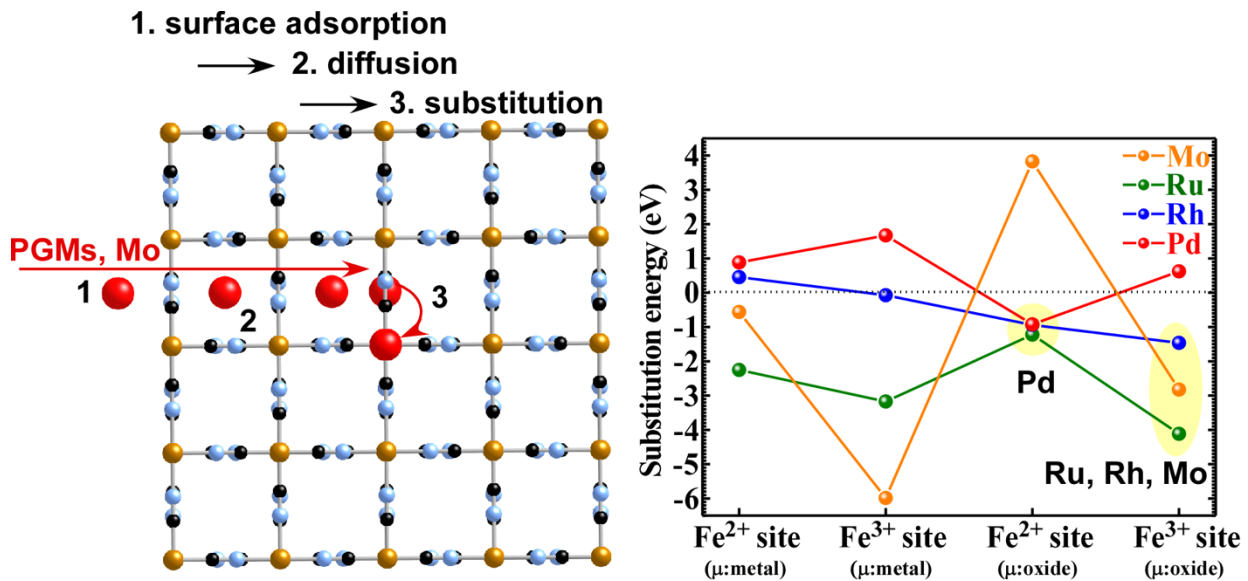 1. surface adsorption
2. diffusion
3. substitution
PGMs, Mo
1
2
3
Substitution energy (eV)
4
3
2
1
0
-1
-2
-3
-4
-5
-6
Mo
Ru
Rh
Pd
Pd
Ru, Rh, Mo
Fe²⁺ site Fe³⁺ site Fe²⁺ site Fe³⁺ site
(μ:metal) (μ:metal) (μ:oxide) (μ:oxide)